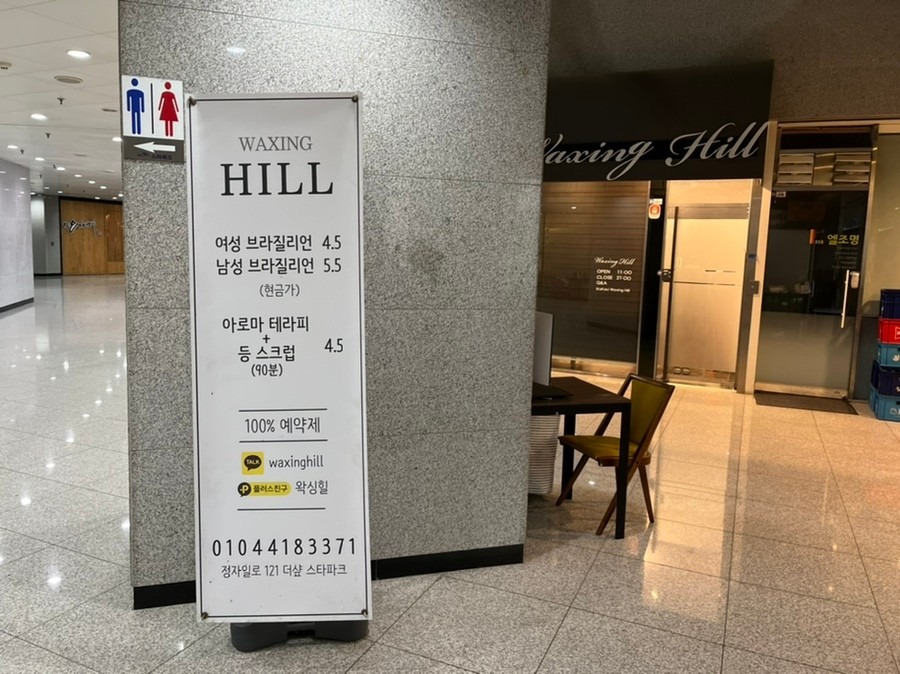 WAXING
HILL
여성 브라질리언 4.5
남성 브라질리언 5.5
(현금가)
아로마 테라피
+
등 스크럽
(90분)
4.5
100% 예약제
TALK waxinghill
플러스친구 왁싱힐
01044183371
정자일로 121 더샾 스타파크
Waxing Hill
Waxing Hill
OPEN 11:00
CLOSE 21:00
Q&A
엘조명